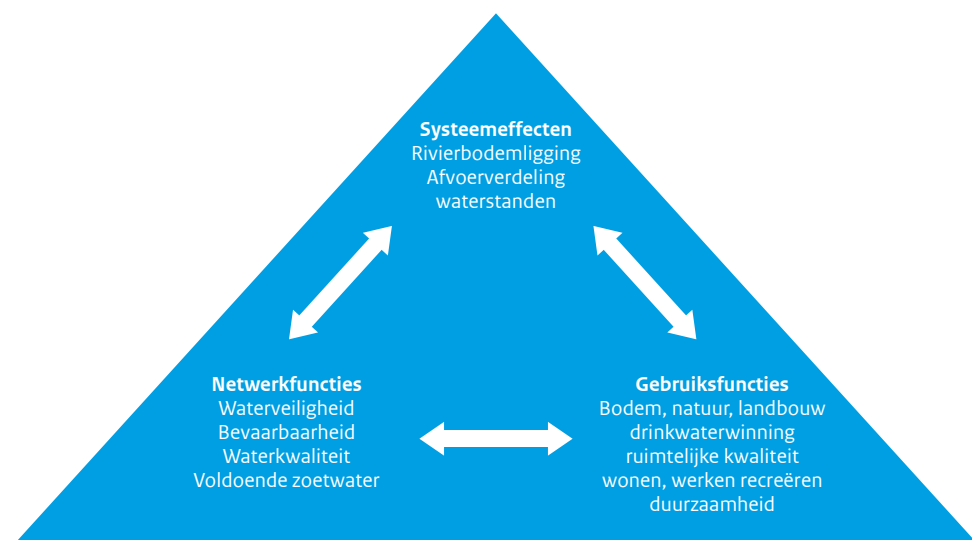 Systeemeffecten
Rivierbodemligging
Afvoerverdeling
waterstanden
Netwerkfuncties
Waterveiligheid
Bevaarbaarheid
Waterkwaliteit
Voldoende zoetwater
Gebruiksfuncties
Bodem, natuur, landbouw
drinkwaterwinning
ruimtelijke kwaliteit
wonen, werken recreëren
duurzaamheid